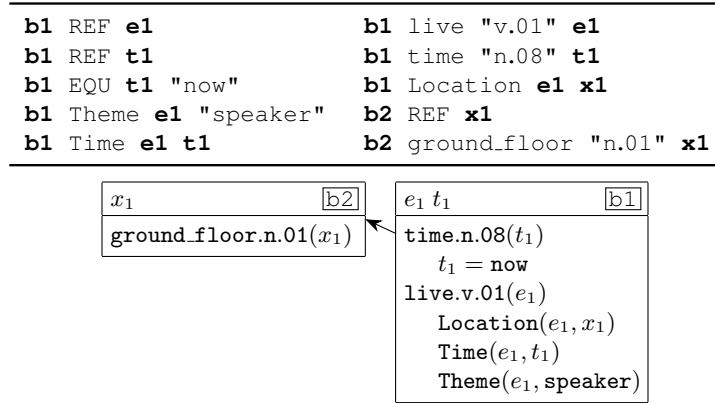 b1 REF e1 b1 live "v.01" e1
b1 REF t1 b1 time "n.08" t1
b1 EQU t1 "now" b1 Location e1 x1
b1 Theme e1 "speaker" b2 REF x1
b1 Time e1 t1 b2 ground_floor "n.01" x1
x₁ b2 e₁ t₁ b1
ground_floor.n.01(x₁) time.n.08(t₁)
t₁ = now
live.v.01(e₁)
Location(e₁, x₁)
Time(e₁, t₁)
Theme(e₁, speaker)